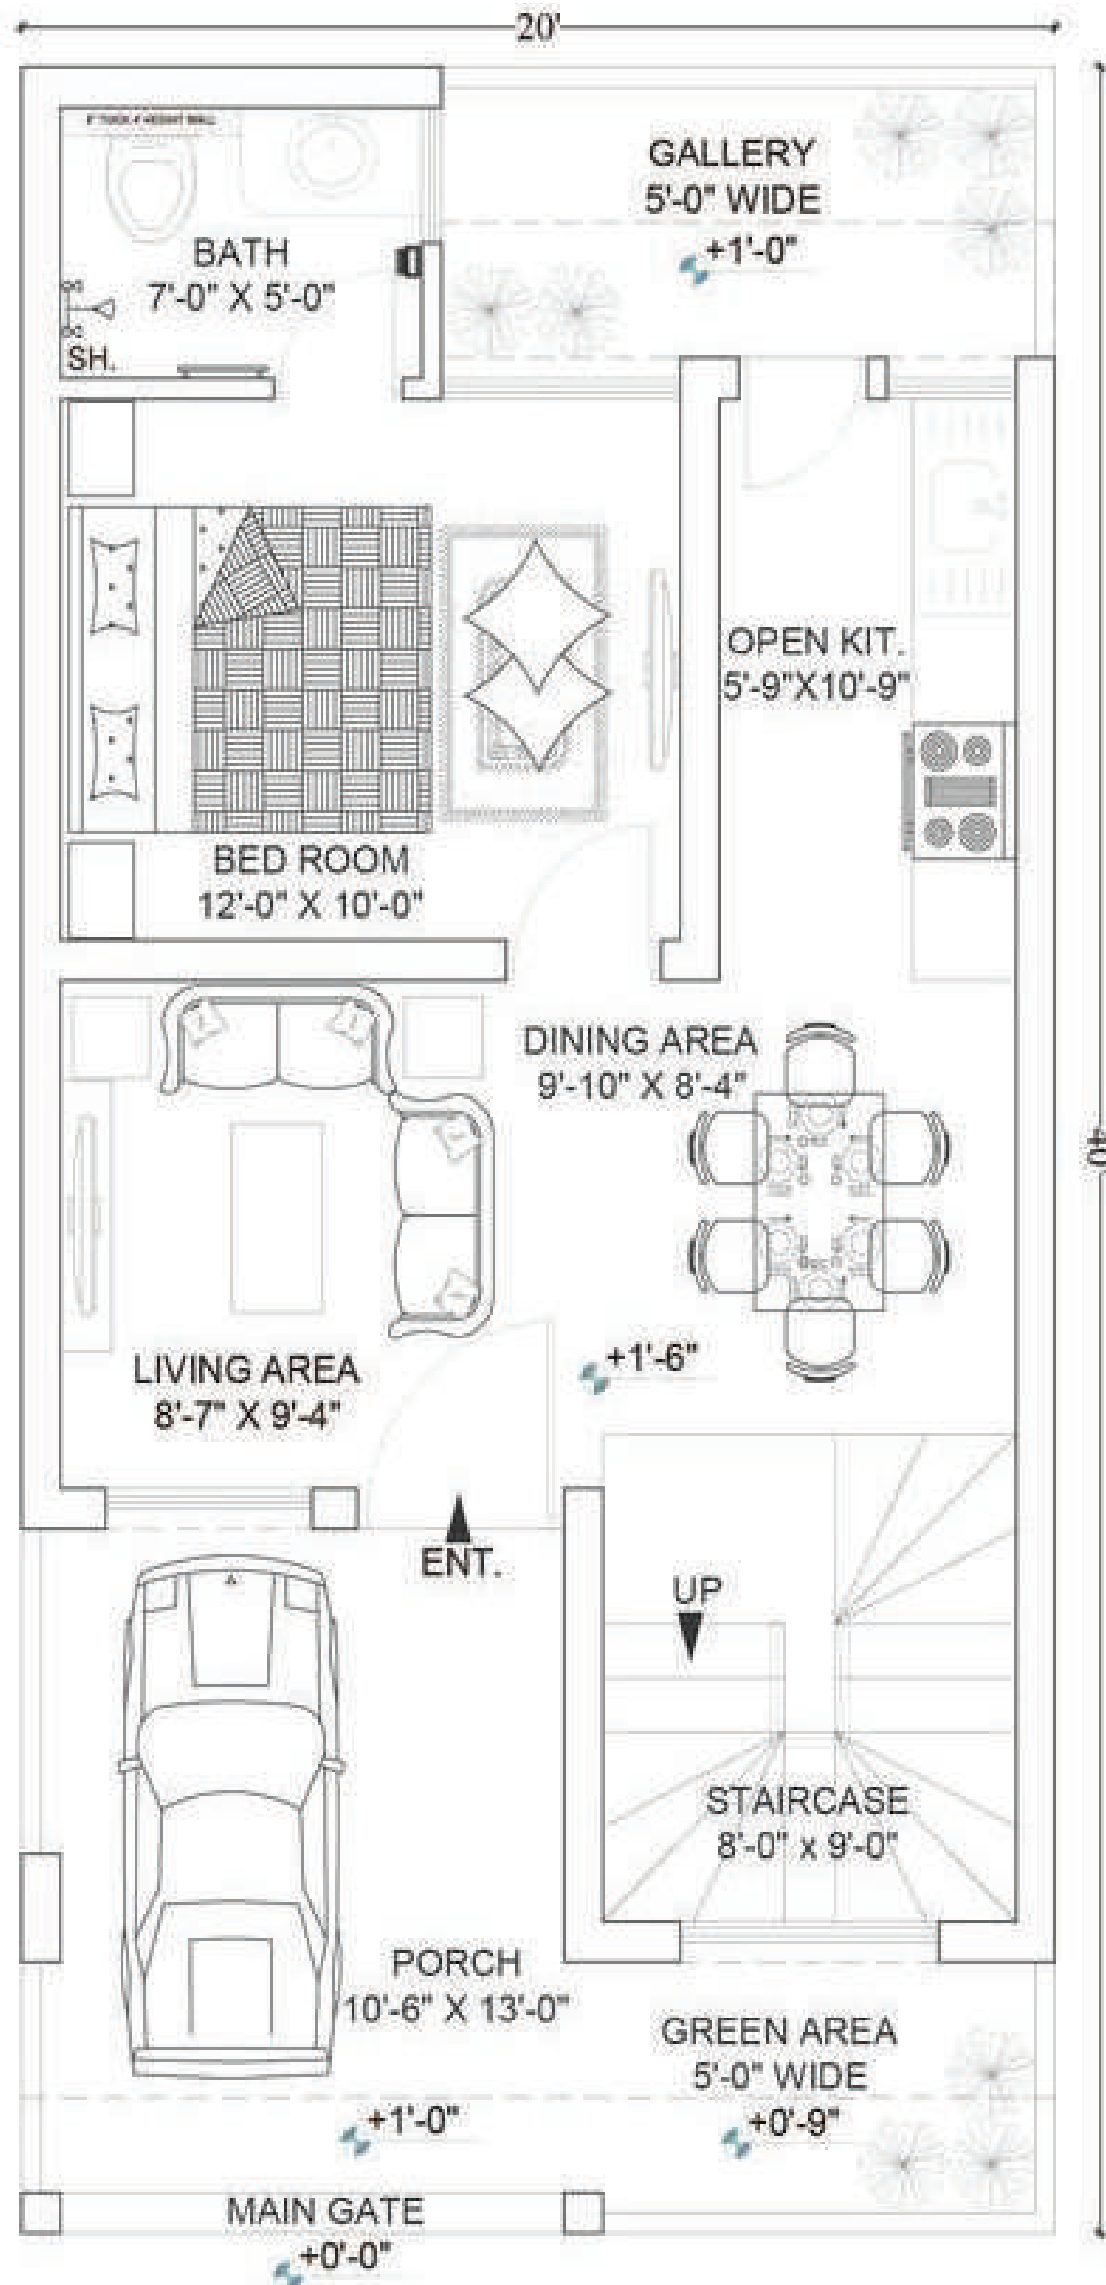 20'
GALLERY
5'-0" WIDE
+1'-0"
BATH
7'-0" X 5'-0"
SH.
OPEN KIT.
5'-9"X10'-9"
BED ROOM
12'-0" X 10'-0"
DINING AREA
9'-10" X 8'-4"
40'
LIVING AREA
8'-7" X 9'-4"
+1'-6"
ENT.
UP
STAIRCASE
8'-0" x 9'-0"
PORCH
10'-6" X 13'-0"
GREEN AREA
5'-0" WIDE
+0'-9"
+1'-0"
MAIN GATE
+0'-0"